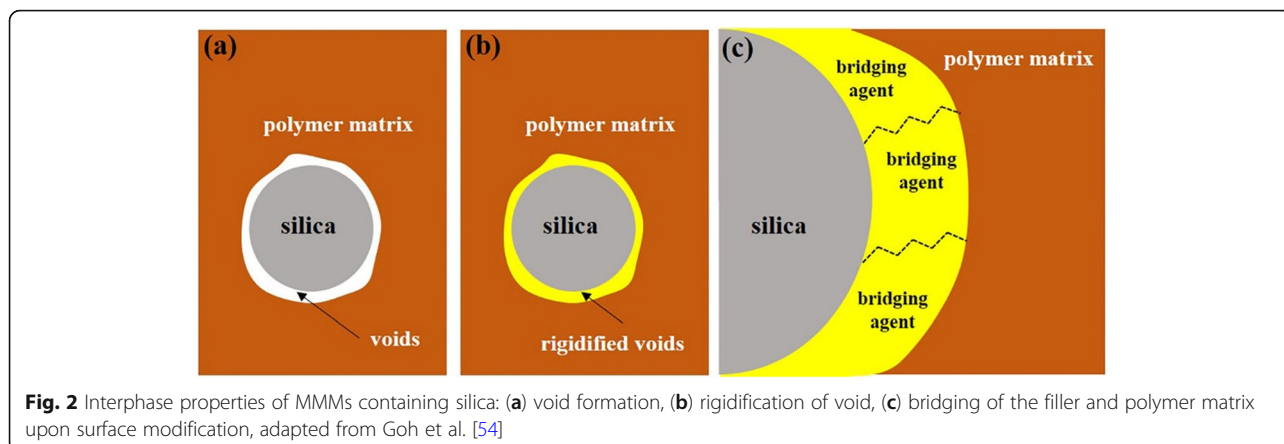 (a)
polymer matrix
silica
voids
(b)
polymer matrix
silica
rigidified voids
(c)
polymer matrix
bridging
agent
bridging
agent
silica
bridging
agent
Fig. 2 Interphase properties of MMMs containing silica: (a) void formation, (b) rigidification of void, (c) bridging of the filler and polymer matrix
upon surface modification, adapted from Goh et al. [54]